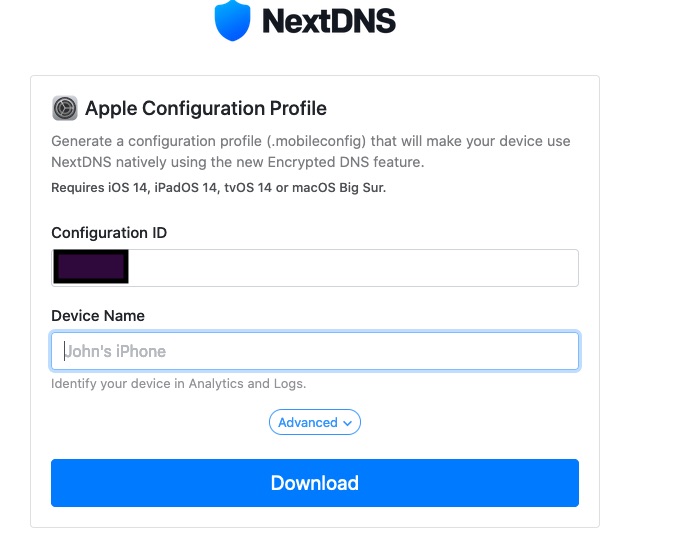 NextDNS
Apple Configuration Profile
Generate a configuration profile (.mobileconfig) that will make your device use
NextDNS natively using the new Encrypted DNS feature.
Requires iOS 14, iPadOS 14, tvOS 14 or macOS Big Sur.
Configuration ID
Device Name
John's iPhone
Identify your device in Analytics and Logs.
Advanced
Download